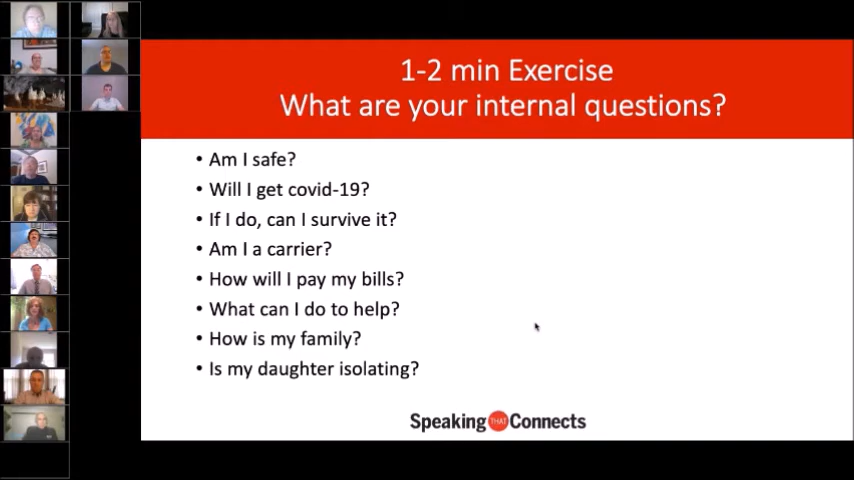 1-2 min Exercise
What are your internal questions?
• Am I safe?
• Will I get covid-19?
• If I do, can I survive it?
• Am I a carrier?
• How will I pay my bills?
• What can I do to help?
• How is my family?
• Is my daughter isolating?
Speaking THAT Connects